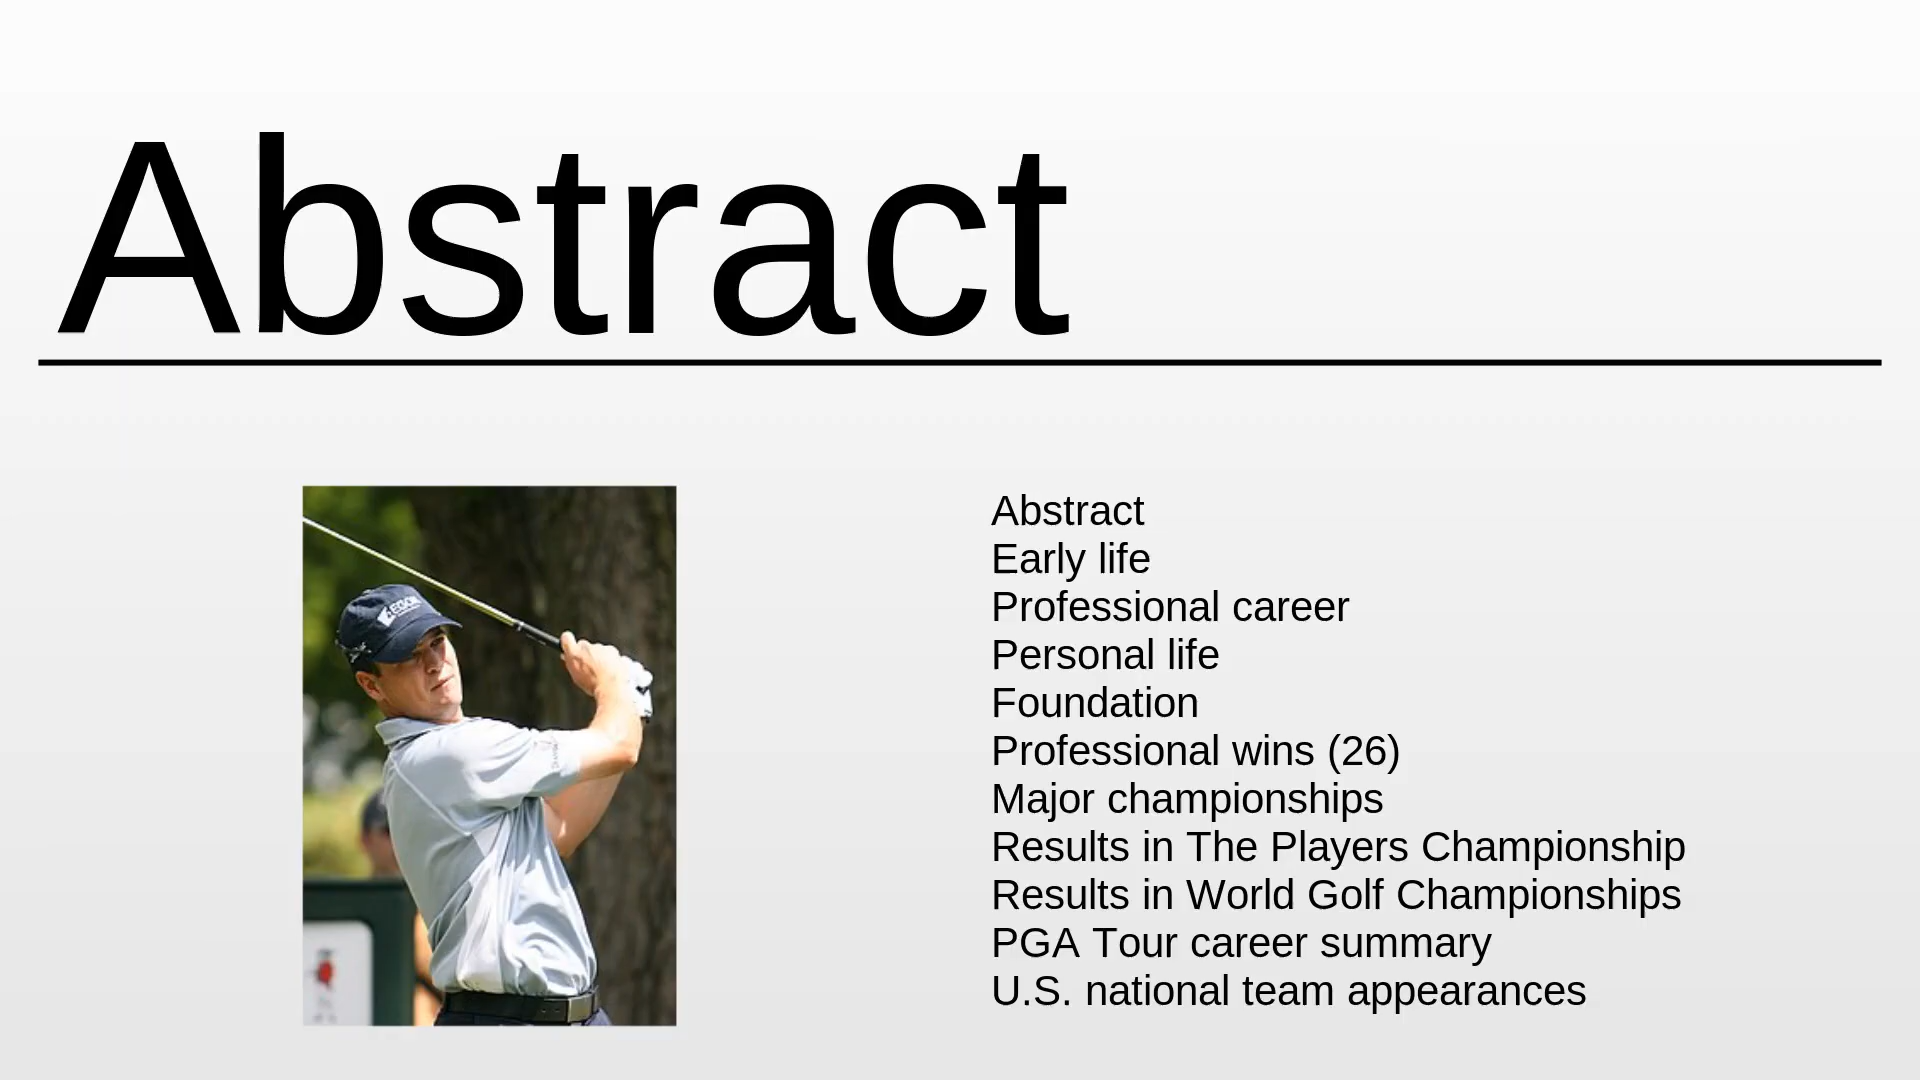 Abstract
Abstract
Early life
Professional career
Personal life
Foundation
Professional wins (26)
Major championships
Results in The Players Championship
Results in World Golf Championships
PGA Tour career summary
U.S. national team appearances